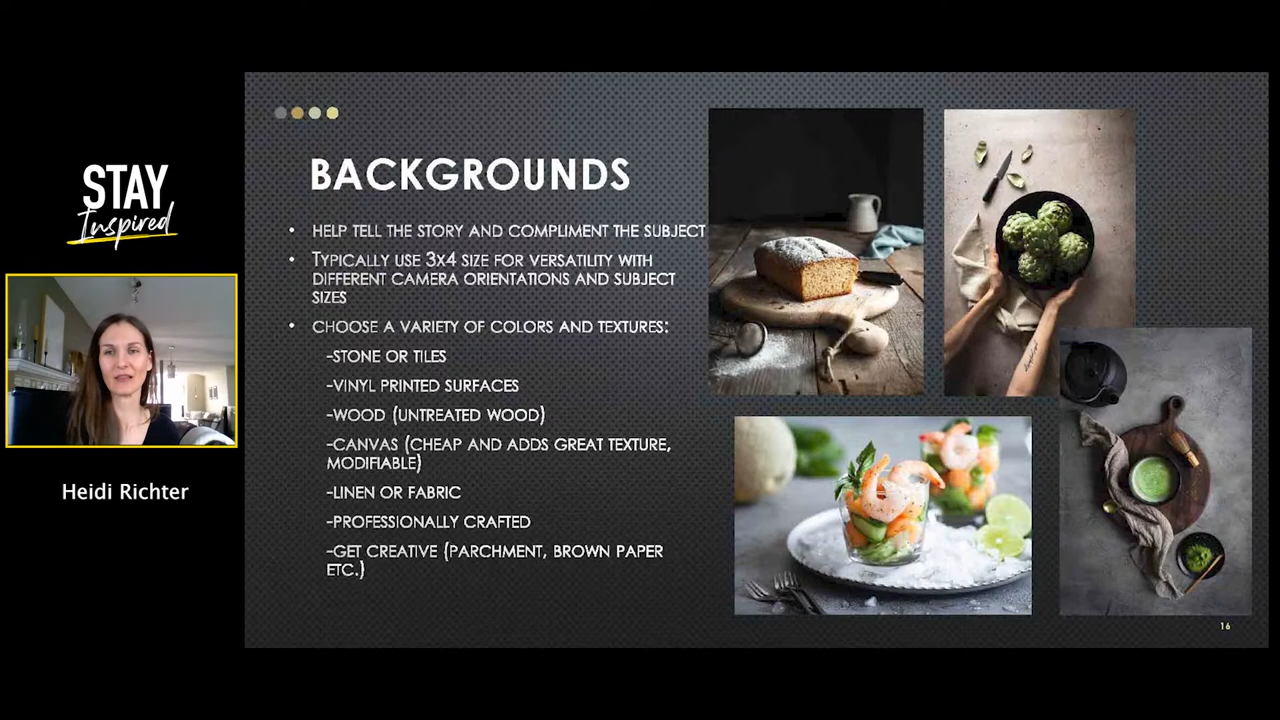 STAY
Inspired
Heidi Richter
BACKGROUNDS
• HELP TELL THE STORY AND COMPLIMENT THE SUBJECT
• TYPICALLY USE 3X4 SIZE FOR VERSATILITY WITH
DIFFERENT CAMERA ORIENTATIONS AND SUBJECT
SIZES
• CHOOSE A VARIETY OF COLORS AND TEXTURES:
-STONE OR TILES
-VINYL PRINTED SURFACES
-WOOD (UNTREATED WOOD)
-CANVAS (CHEAP AND ADDS GREAT TEXTURE,
MODIFIABLE)
-LINEN OR FABRIC
-PROFESSIONALLY CRAFTED
-GET CREATIVE (PARCHMENT, BROWN PAPER
ETC.)
16